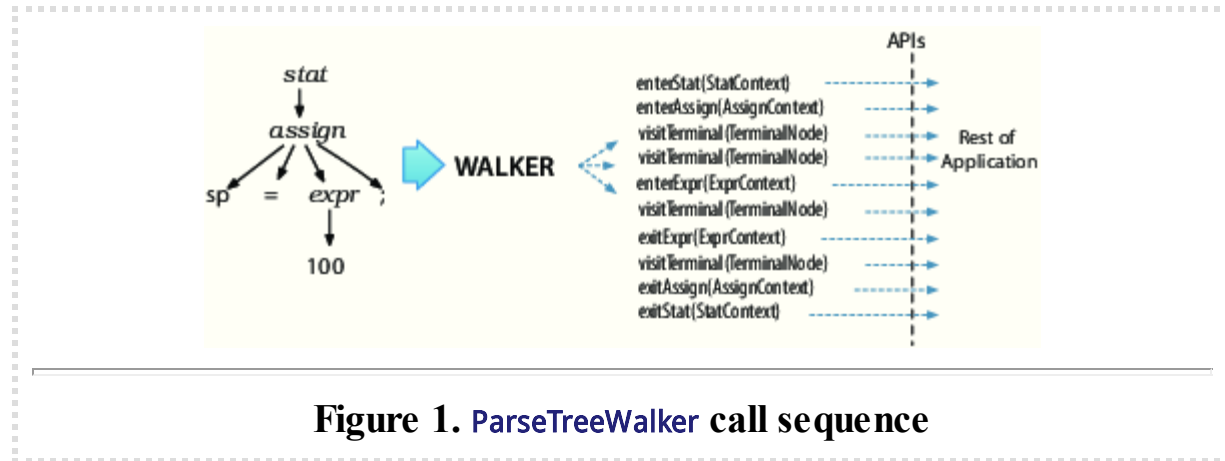 stat
assign
sp = expr ;
100
WALKER
APIs
enterStat(StatContext)
enterAssign(AssignContext)
visitTerminal(TerminalNode)
visitTerminal(TerminalNode)
enterExpr(ExprContext)
visitTerminal(TerminalNode)
exitExpr(ExprContext)
visitTerminal(TerminalNode)
exitAssign(AssignContext)
exitStat(StatContext)
Rest of
Application
Figure 1. ParseTreeWalker call sequence